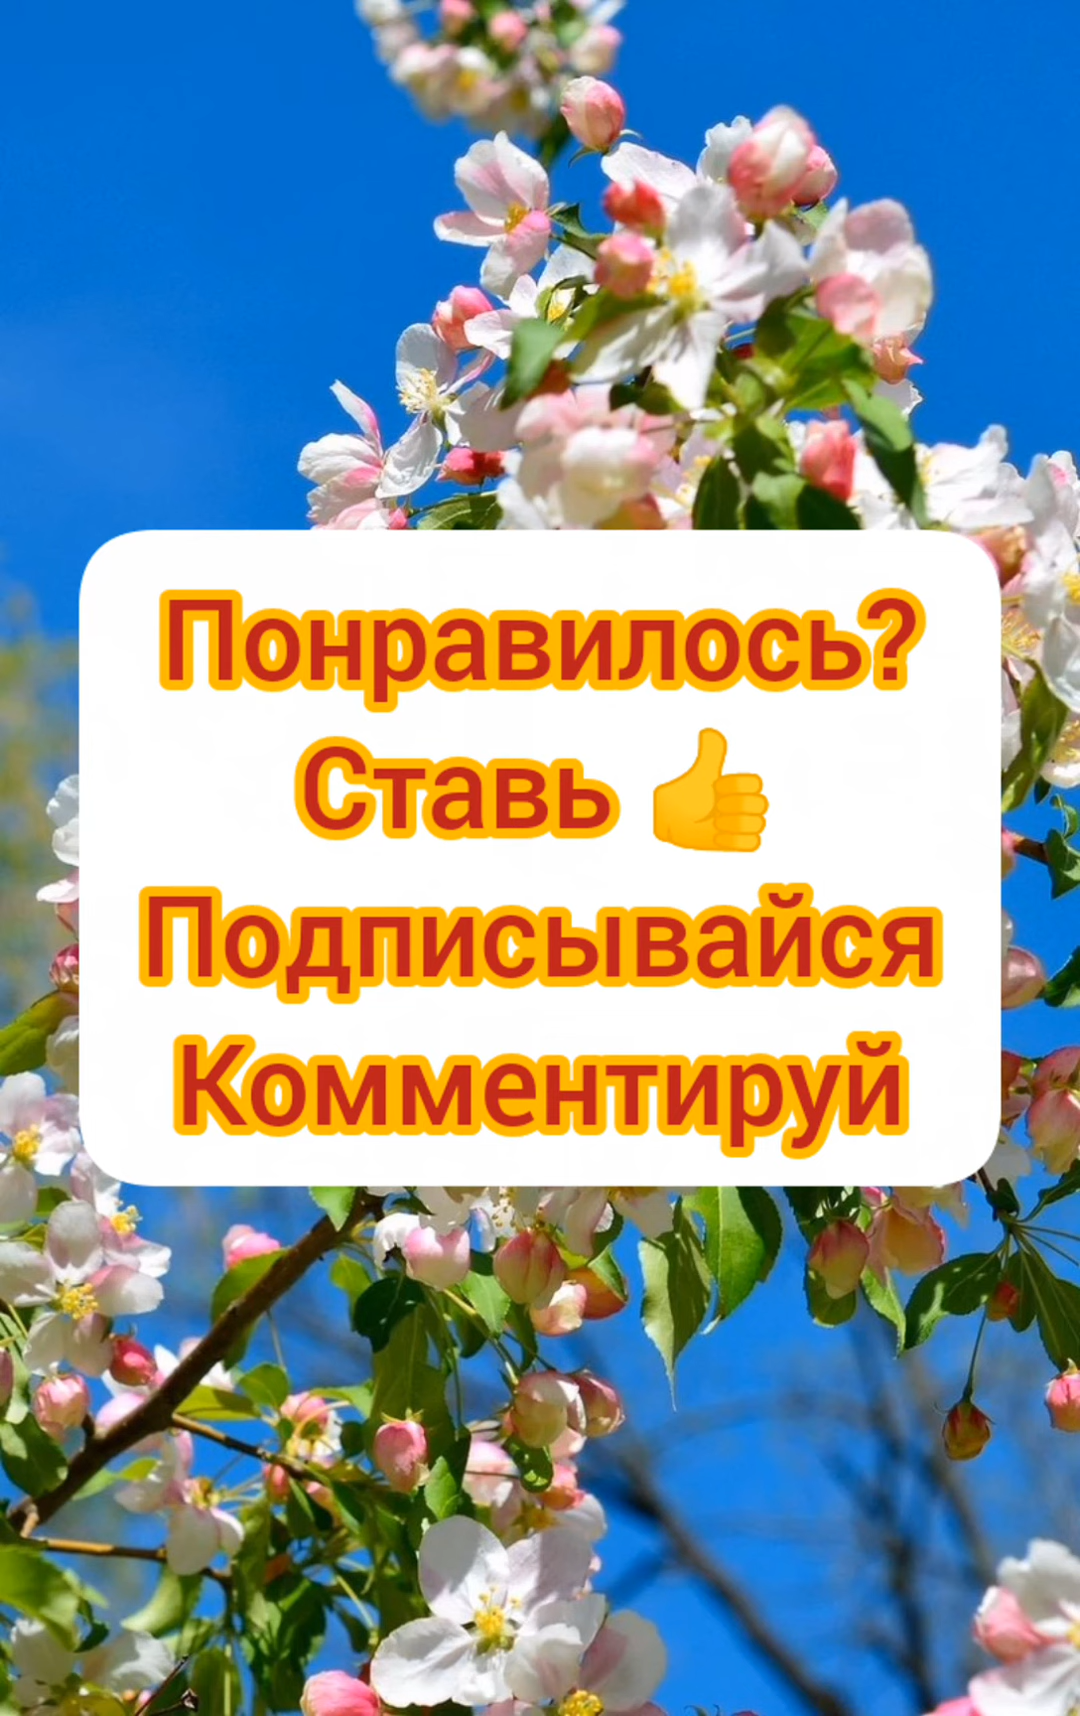 Понравилось?
Ставь 👍
Подписывайся
Комментируй